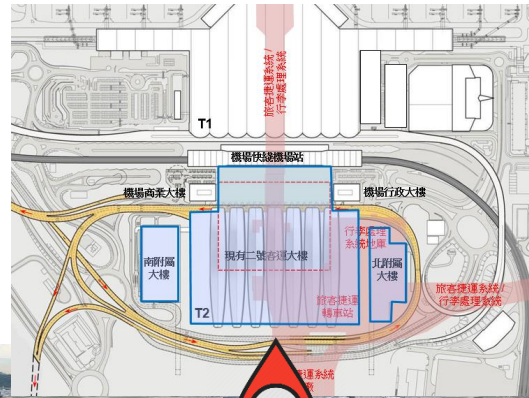 旅客捷運系統/
行李處理系統
T1
機場快綫機場站
機場商業大樓
機場行政大樓
行李處理
系統地庫
南附屬
大樓
現有二號客運大樓
北附屬
大樓
旅客捷運系統/
行李處理系統
旅客捷運
轉車站
T2
運系統